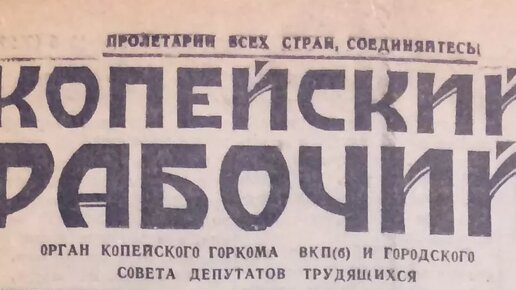 ПРОЛЕТАРИИ ВСЕХ СТРАН, СОЕДИНЯЙТЕСЬ!
КОПЕЙСКИЙ
РАБОЧИЙ
ОРГАН КОПЕЙСКОГО ГОРКОМА ВКП(б) И ГОРОДСКОГО
СОВЕТА ДЕПУТАТОВ ТРУДЯЩИХСЯ